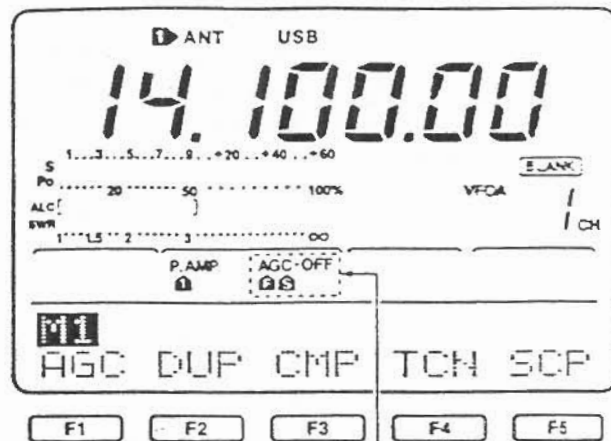 1 ANT USB
14.100.00
S 1...3...5...7...9...+20...+40...+60
Po 20 50 100%
BLANK
VFOA
ALC
1 CH
SWR 1 1.5 2 3 ∞
P.AMP AGC-OFF
1 F S
M1
AGC DUP CMP TCN SCP
F1 F2 F3 F4 F5